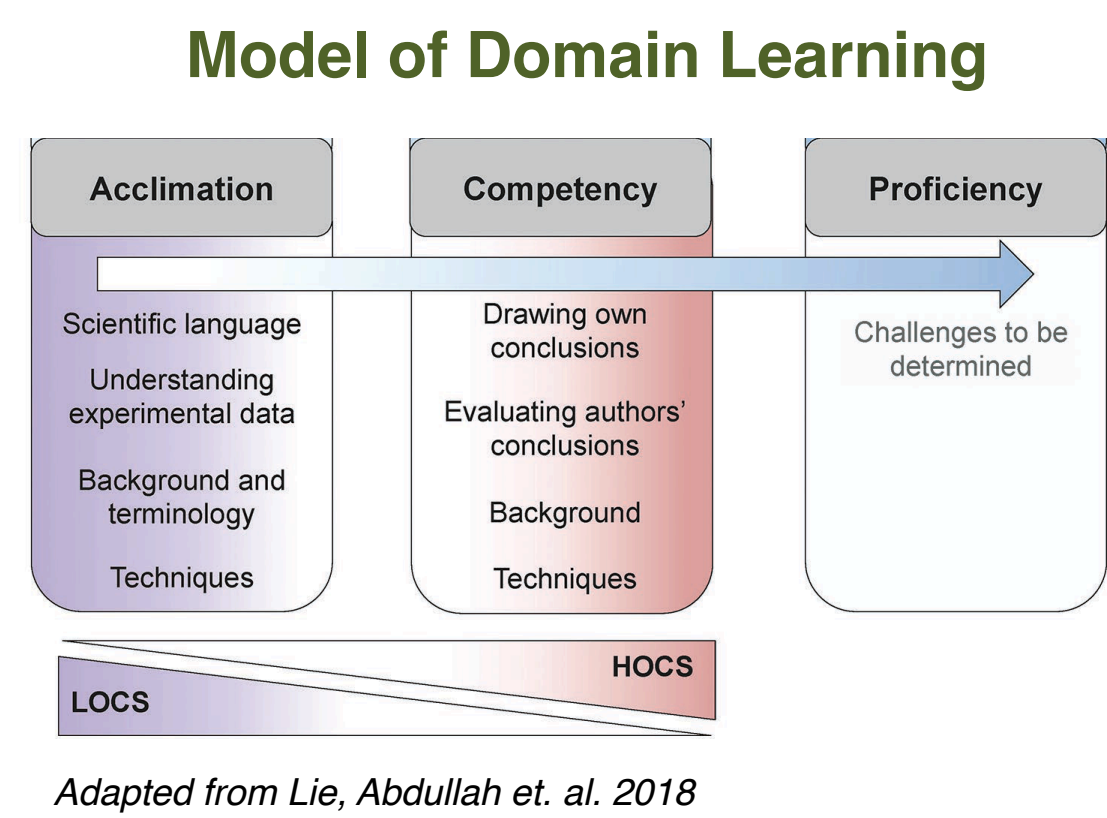 Model of Domain Learning
Acclimation
Scientific language
Understanding
experimental data
Background and
terminology
Techniques
Competency
Drawing own
conclusions
Evaluating authors’
conclusions
Background
Techniques
Proficiency
Challenges to be
determined
HOCS
LOCS
Adapted from Lie, Abdullah et. al. 2018